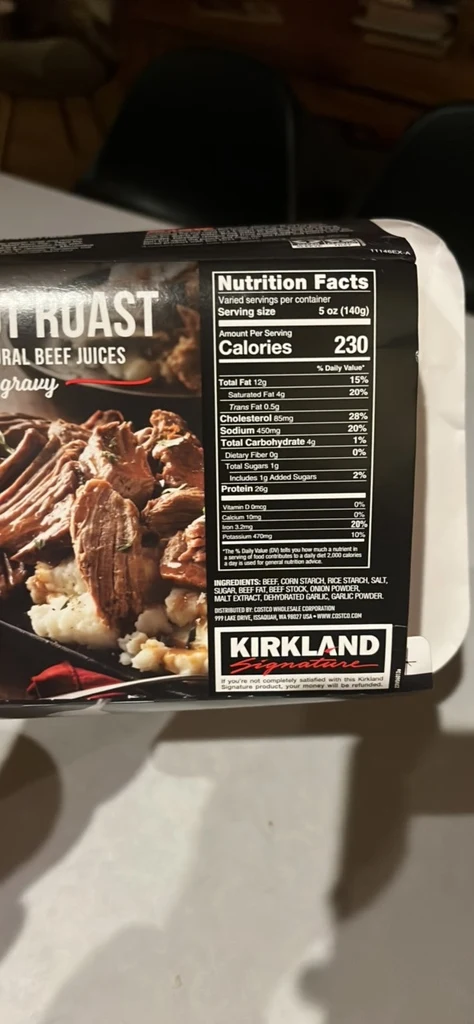 T1146EX-A
T ROAST
RAL BEEF JUICES
gravy
Nutrition Facts
Varied servings per container
Serving size 5 oz (140g)
Amount Per Serving
Calories 230
% Daily Value*
Total Fat 12g 15%
Saturated Fat 4g 20%
Trans Fat 0.5g
Cholesterol 85mg 28%
Sodium 450mg 20%
Total Carbohydrate 4g 1%
Dietary Fiber 0g 0%
Total Sugars 1g
Includes 1g Added Sugars 2%
Protein 26g
Vitamin D 0mcg 0%
Calcium 10mg 0%
Iron 3.2mg 20%
Potassium 470mg 10%
*The % Daily Value (DV) tells you how much a nutrient in
a serving of food contributes to a daily diet. 2,000 calories
a day is used for general nutrition advice.
INGREDIENTS: BEEF, CORN STARCH, RICE STARCH, SALT,
SUGAR, BEEF FAT, BEEF STOCK, ONION POWDER,
MALT EXTRACT, DEHYDRATED GARLIC, GARLIC POWDER.
DISTRIBUTED BY: COSTCO WHOLESALE CORPORATION
999 LAKE DRIVE, ISSAQUAH, WA 98027 USA • WWW.COSTCO.COM
KIRKLAND
Signature
If you're not completely satisfied with this Kirkland
Signature product, your money will be refunded.